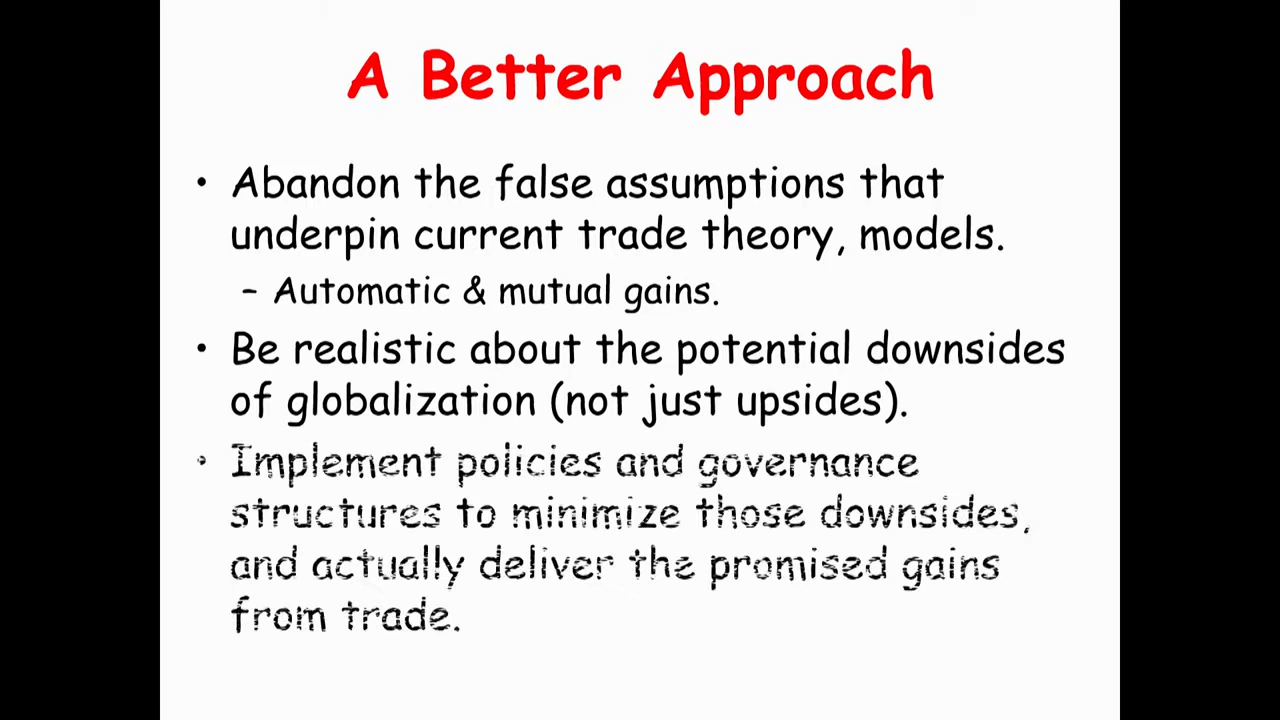 A Better Approach
• Abandon the false assumptions that
underpin current trade theory, models.
– Automatic & mutual gains.
• Be realistic about the potential downsides
of globalization (not just upsides).
• Implement policies and governance
structures to minimize those downsides,
and actually deliver the promised gains
from trade.